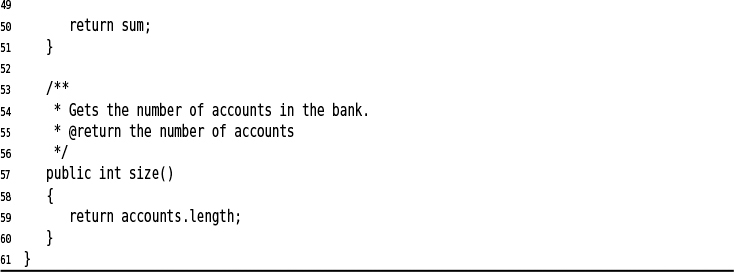 49
50       return sum;
51    }
52
53    /**
54     * Gets the number of accounts in the bank.
55     * @return the number of accounts
56     */
57    public int size()
58    {
59       return accounts.length;
60    }
61 }